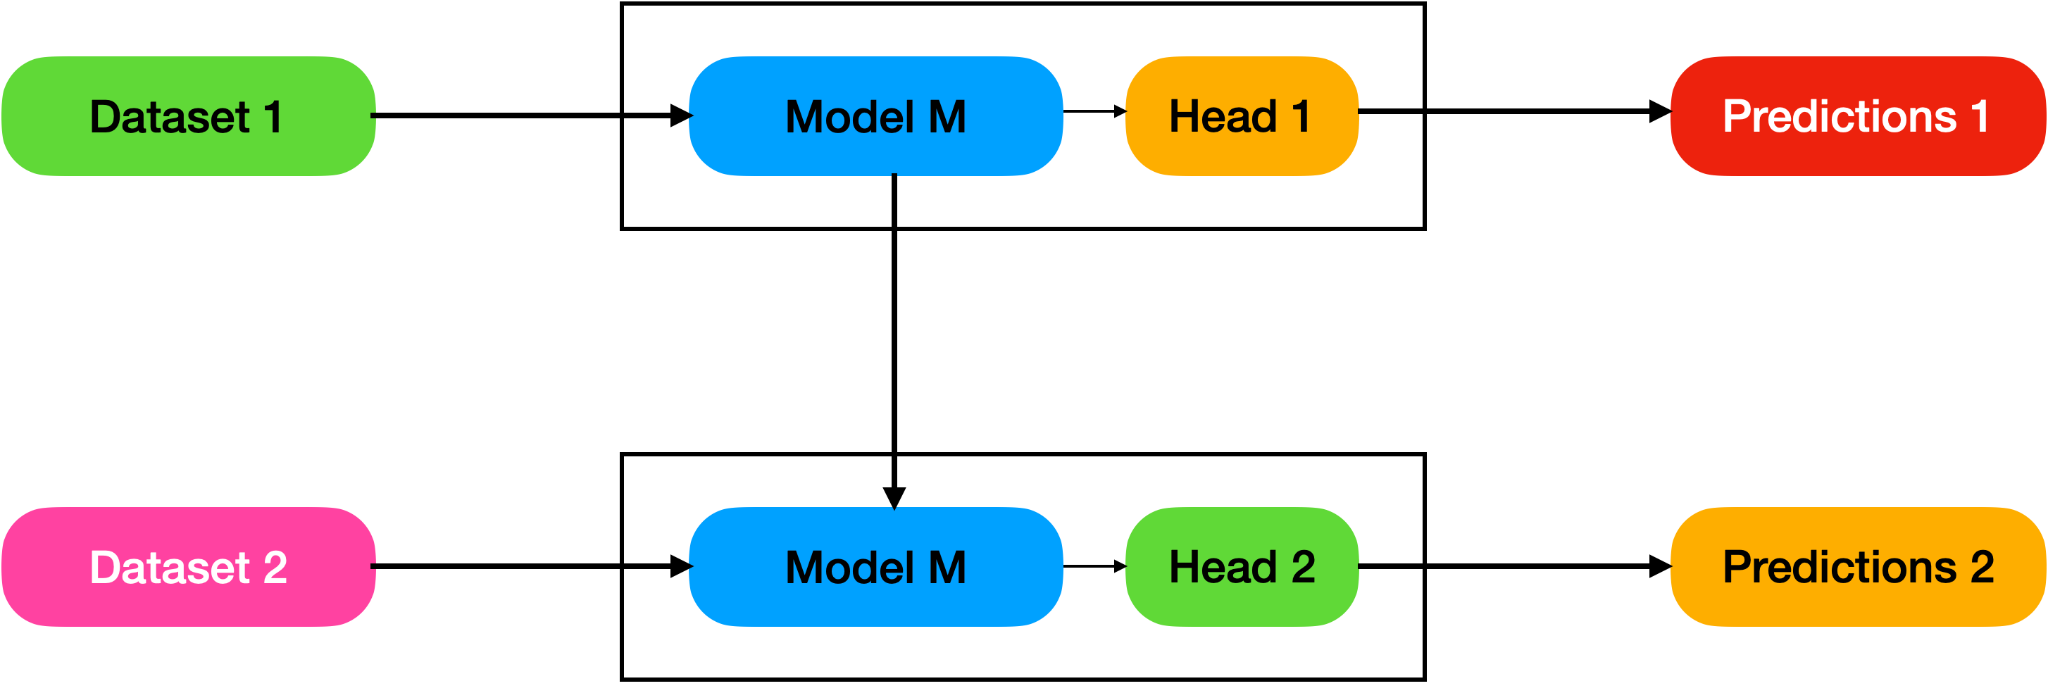 Dataset 1
Model M
Head 1
Predictions 1
Dataset 2
Model M
Head 2
Predictions 2